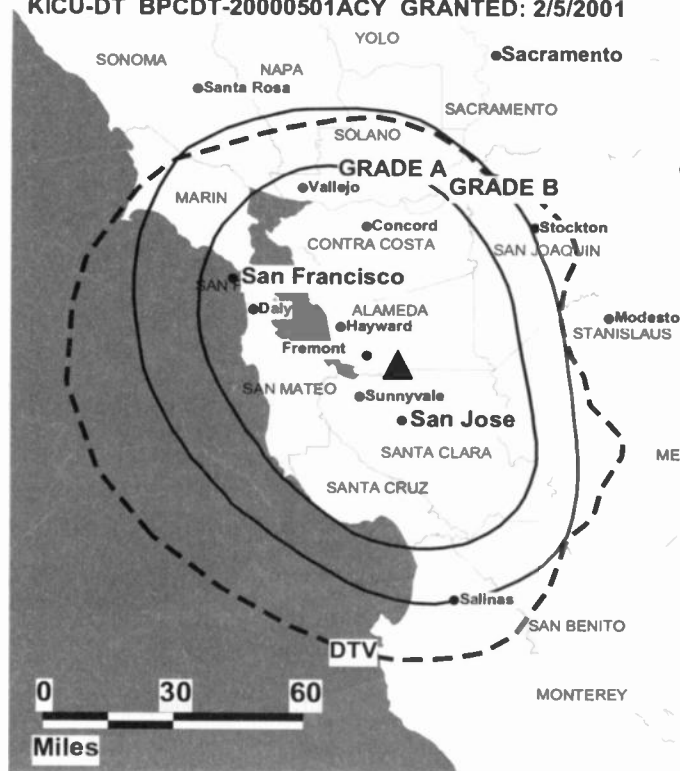 KICU-DT BPCDT-20000501ACY GRANTED: 2/5/2001
YOLO
SONOMA
Sacramento
NAPA
Santa Rosa
SACRAMENTO
SOLANO
GRADE A
Vallejo
GRADE B
MARIN
Concord
Stockton
CONTRA COSTA
SAN JOAQUIN
San Francisco
SAN F
Daly
ALAMEDA
Modesto
Hayward
STANISLAUS
Fremont
SAN MATEO
Sunnyvale
San Jose
SANTA CLARA
ME
SANTA CRUZ
Salinas
SAN BENITO
DTV
0 30 60
MONTEREY
Miles